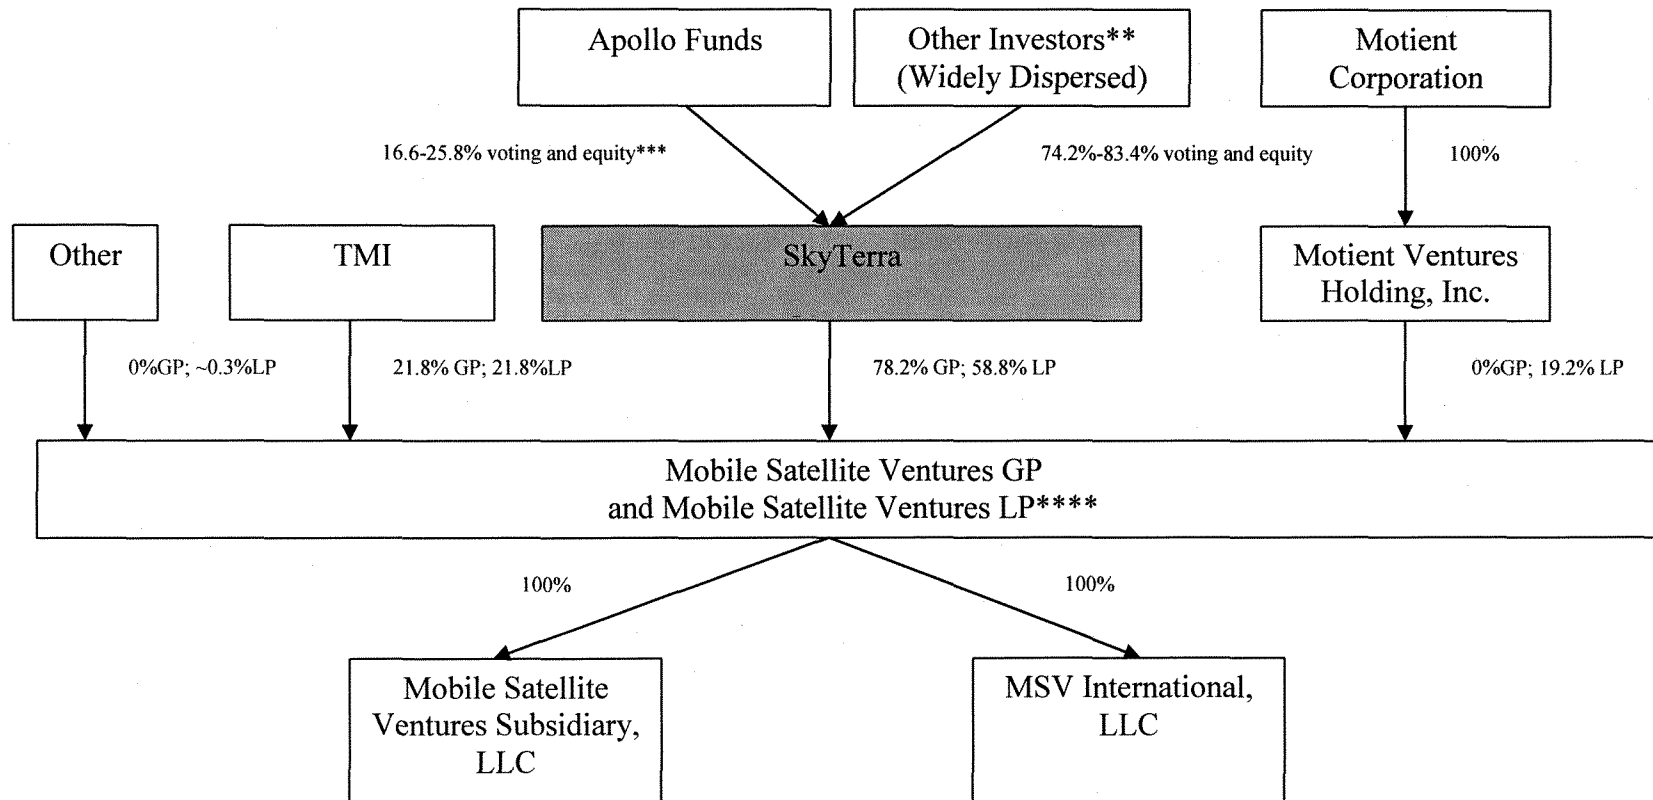 Apollo Funds
Other Investors**
(Widely Dispersed)
Motient
Corporation
16.6-25.8% voting and equity***
74.2%-83.4% voting and equity
100%
Other
TMI
SkyTerra
Motient Ventures
Holding, Inc.
0%GP; ~0.3%LP
21.8% GP; 21.8%LP
78.2% GP; 58.8% LP
0%GP; 19.2% LP
Mobile Satellite Ventures GP
and Mobile Satellite Ventures LP****
100%
100%
Mobile Satellite
Ventures Subsidiary,
LLC
MSV International,
LLC